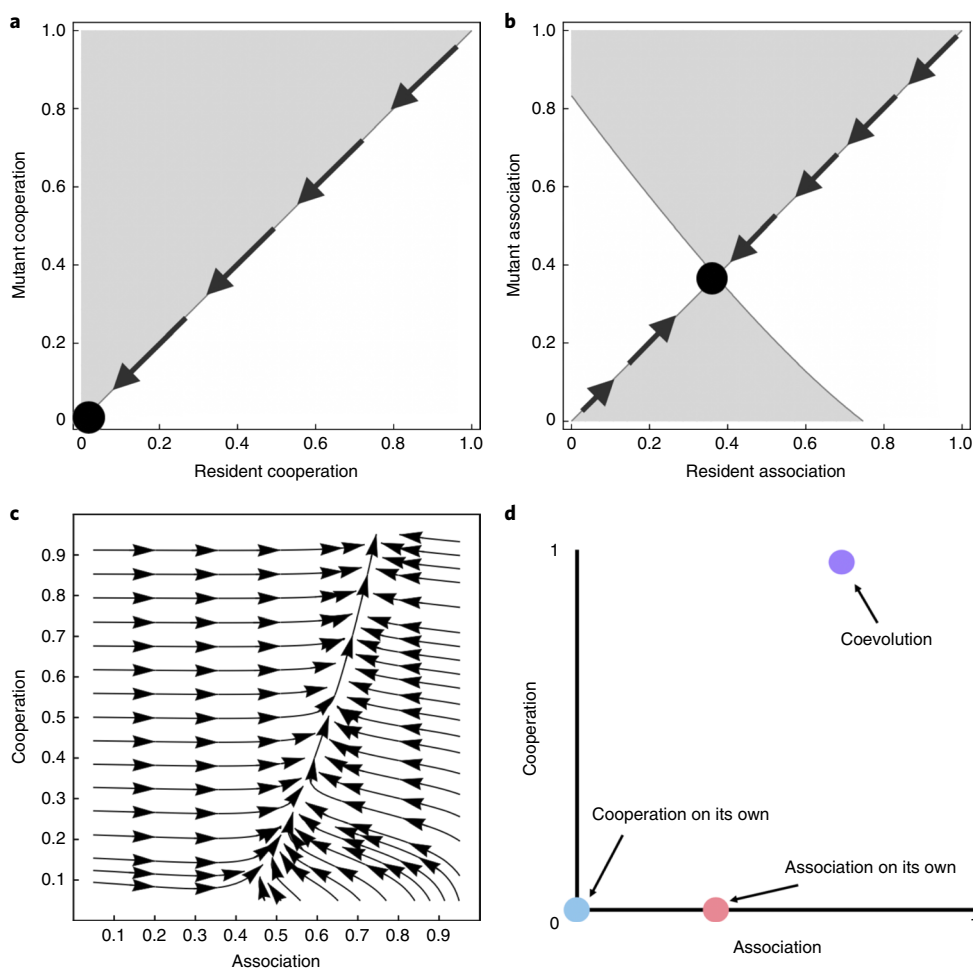 a
1.0
0.8
0.6
0.4
0.2
0
Mutant cooperation
0 0.2 0.4 0.6 0.8 1.0
Resident cooperation
b
1.0
0.8
0.6
0.4
0.2
0
Mutant association
0 0.2 0.4 0.6 0.8 1.0
Resident association
c
0.9
0.8
0.7
0.6
0.5
0.4
0.3
0.2
0.1
Cooperation
0.1 0.2 0.3 0.4 0.5 0.6 0.7 0.8 0.9
Association
d
1
Coevolution
Cooperation
Cooperation on its own
Association on its own
0
Association